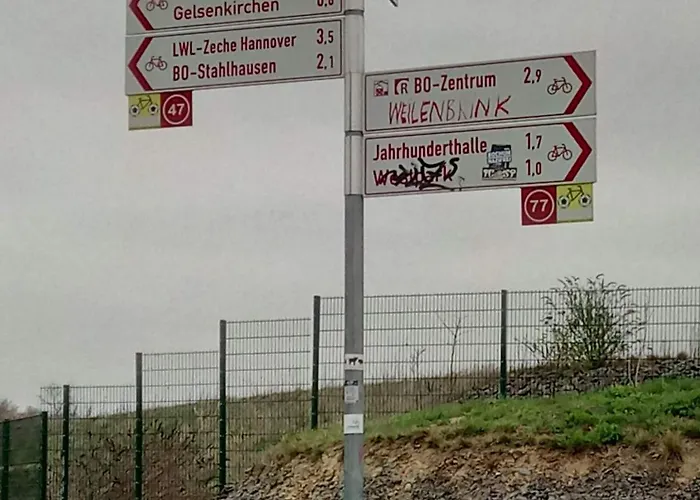 Gelsenkirchen
LWL-Zeche Hannover 3,5
BO-Stahlhausen 2,1
47
R BO-Zentrum 2,9
WEILENBRINK
Jahrhunderthalle 1,7
1,0
77